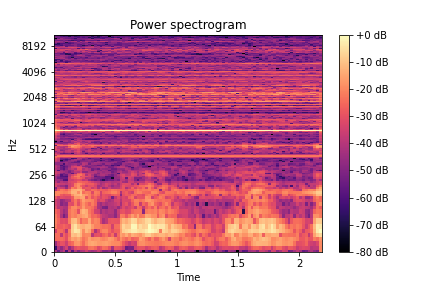 Power spectrogram
Hz
8192
4096
2048
1024
512
256
128
64
0
0
0.5
1
1.5
2
Time
+0 dB
-10 dB
-20 dB
-30 dB
-40 dB
-50 dB
-60 dB
-70 dB
-80 dB